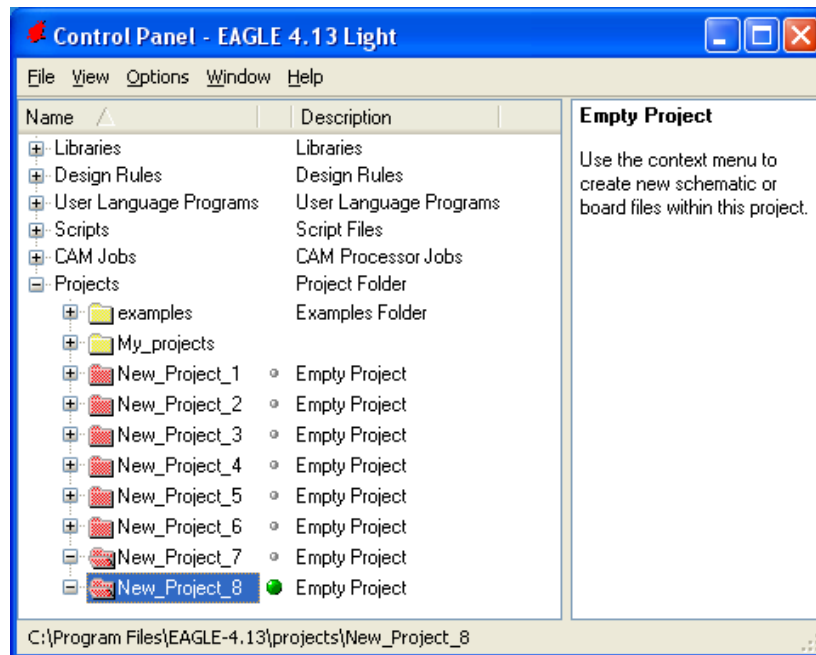 Control Panel - EAGLE 4.13 Light
File View Options Window Help
Name Description
Libraries Libraries
Design Rules Design Rules
User Language Programs User Language Programs
Scripts Script Files
CAM Jobs CAM Processor Jobs
Projects Project Folder
examples Examples Folder
My_projects
New_Project_1 Empty Project
New_Project_2 Empty Project
New_Project_3 Empty Project
New_Project_4 Empty Project
New_Project_5 Empty Project
New_Project_6 Empty Project
New_Project_7 Empty Project
New_Project_8 Empty Project
Empty Project
Use the context menu to
create new schematic or
board files within this project.
C:\Program Files\EAGLE-4.13\projects\New_Project_8